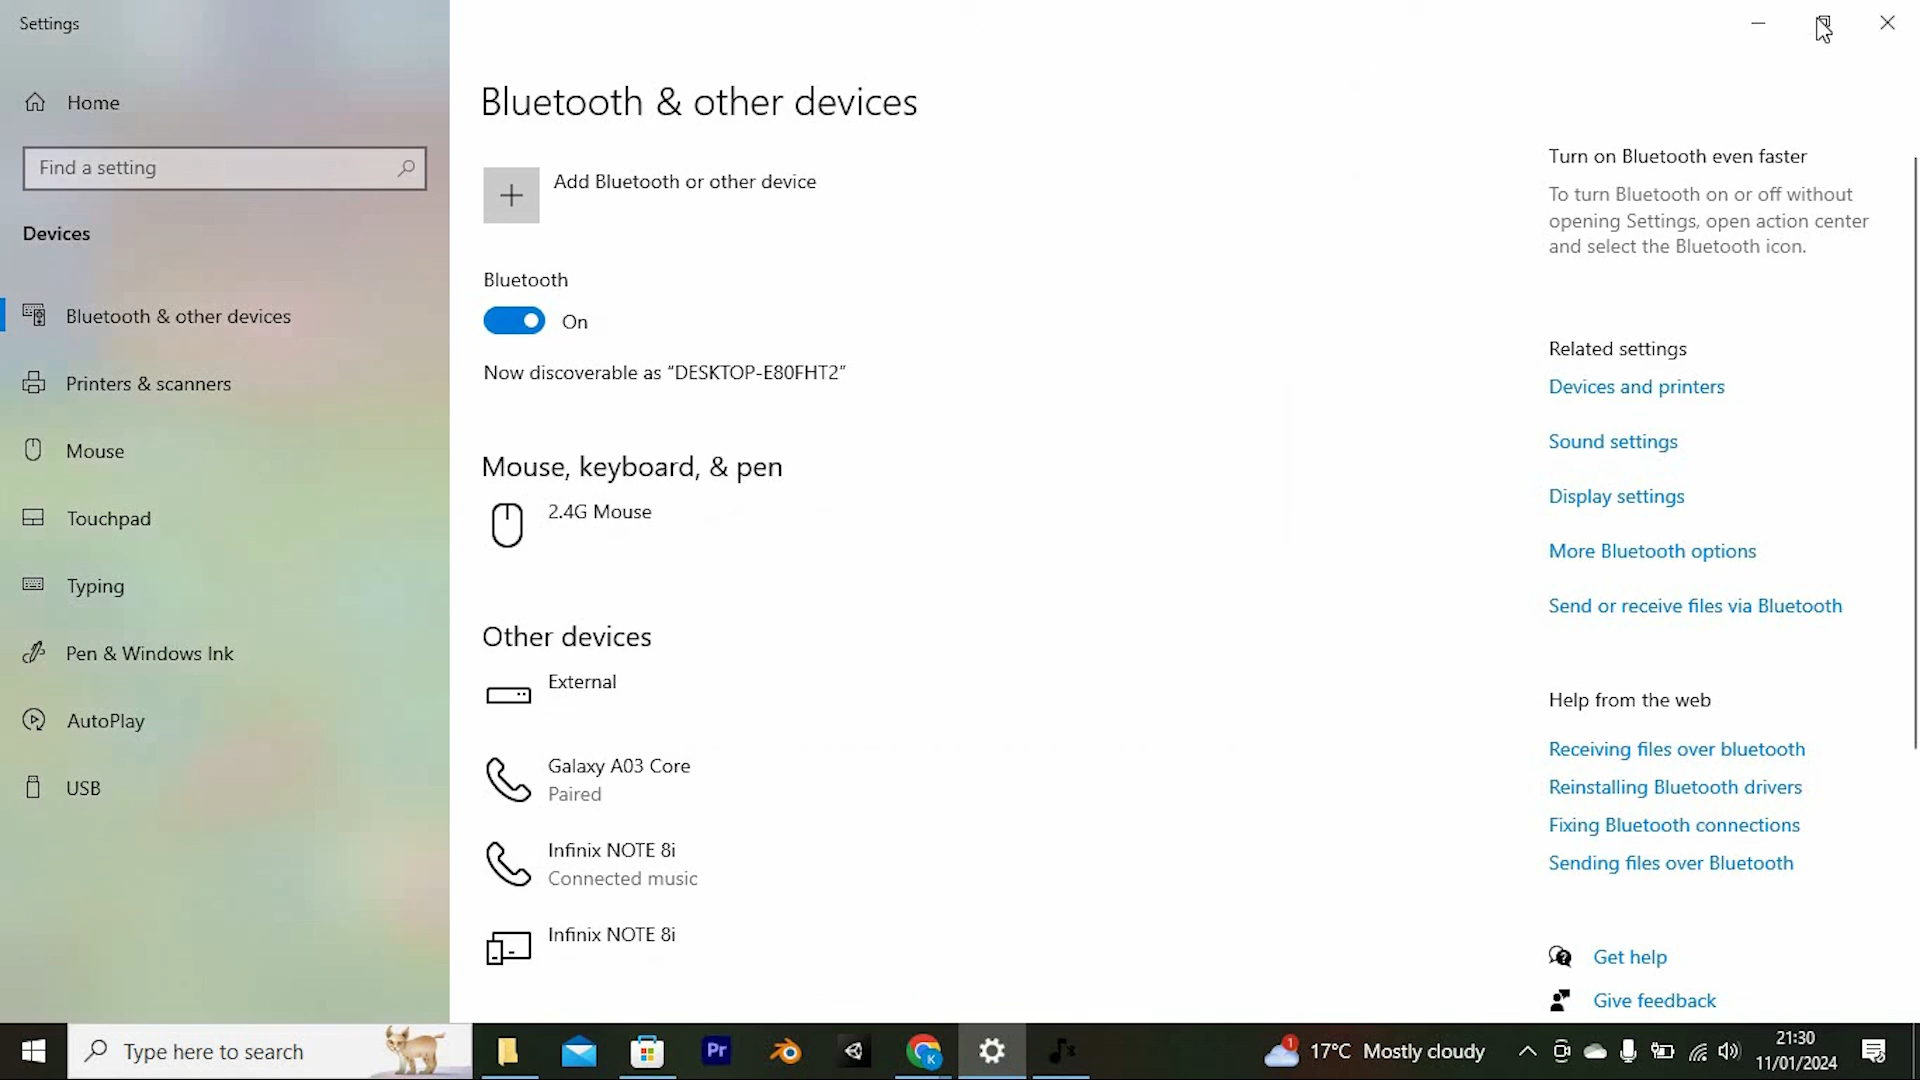 Settings
Home
Find a setting
Devices
Bluetooth & other devices
Printers & scanners
Mouse
Touchpad
Typing
Pen & Windows Ink
AutoPlay
USB
Bluetooth & other devices
Add Bluetooth or other device
Bluetooth
On
Now discoverable as “DESKTOP-E80FHT2”
Mouse, keyboard, & pen
2.4G Mouse
Other devices
External
Galaxy A03 Core
Paired
Infinix NOTE 8i
Connected music
Infinix NOTE 8i
Turn on Bluetooth even faster
To turn Bluetooth on or off without
opening Settings, open action center
and select the Bluetooth icon.
Related settings
Devices and printers
Sound settings
Display settings
More Bluetooth options
Send or receive files via Bluetooth
Help from the web
Receiving files over bluetooth
Reinstalling Bluetooth drivers
Fixing Bluetooth connections
Sending files over Bluetooth
Get help
Give feedback
Type here to search
Pr
K
1
17°C Mostly cloudy
21:30
11/01/2024